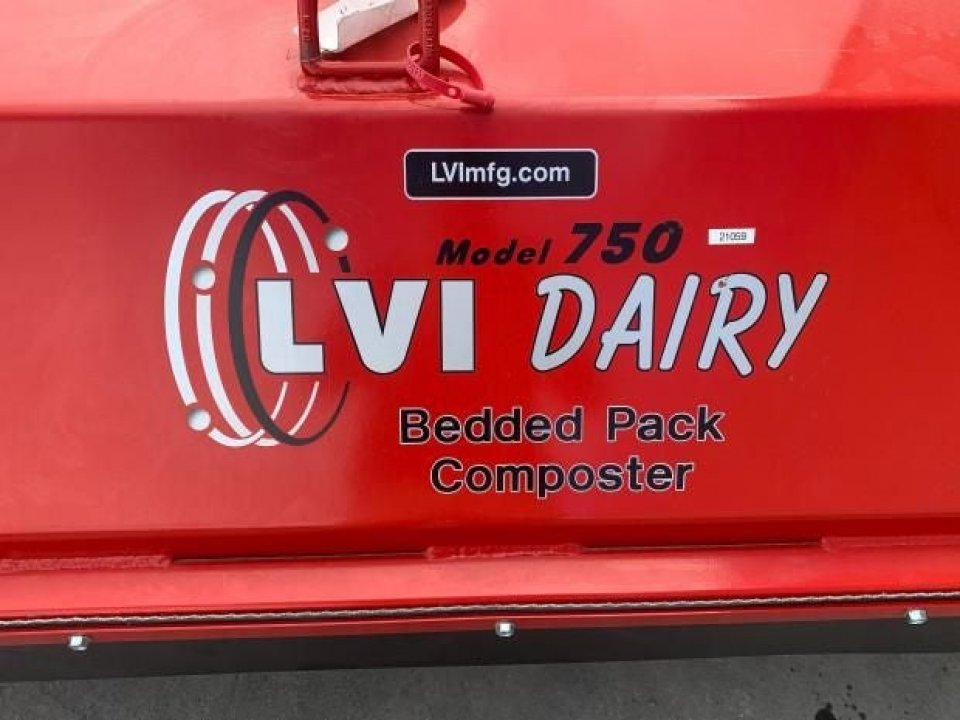 LVImfg.com
Model 750
21059
LVI DAIRY
Bedded Pack
Composter